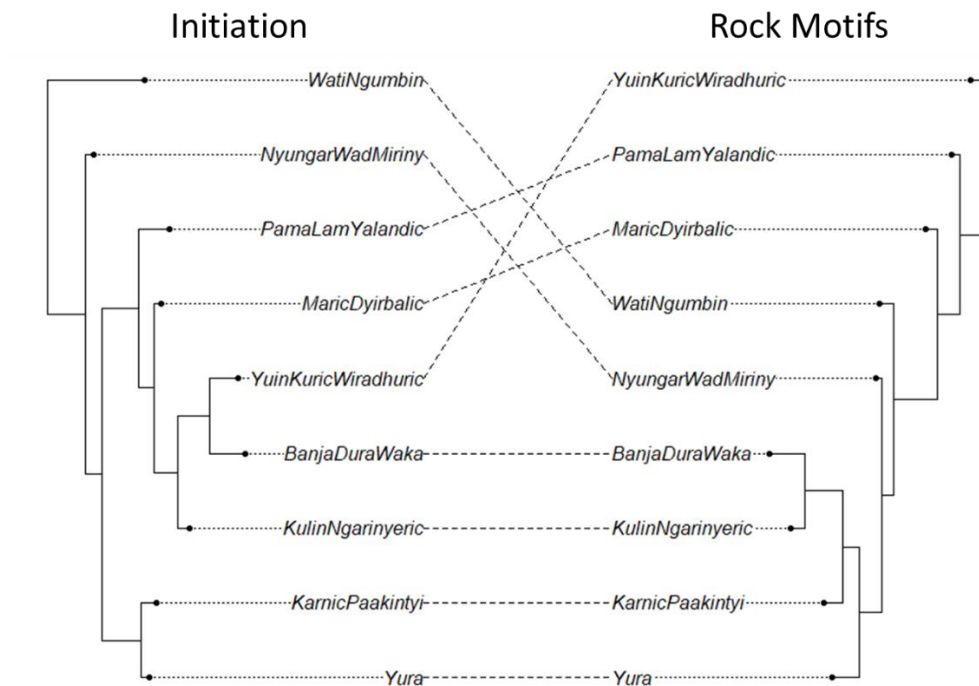 Initiation
Rock Motifs
WatiNgumbin
YuinKuricWiradhuric
NyungarWadMiriny
PamaLamYalandic
PamaLamYalandic
MaricDyirbalic
MaricDyirbalic
WatiNgumbin
YuinKuricWiradhuric
NyungarWadMiriny
BanjaDuraWaka
BanjaDuraWaka
KulinNgarinyeric
KulinNgarinyeric
KarnicPaakintyi
KarnicPaakintyi
Yura
Yura